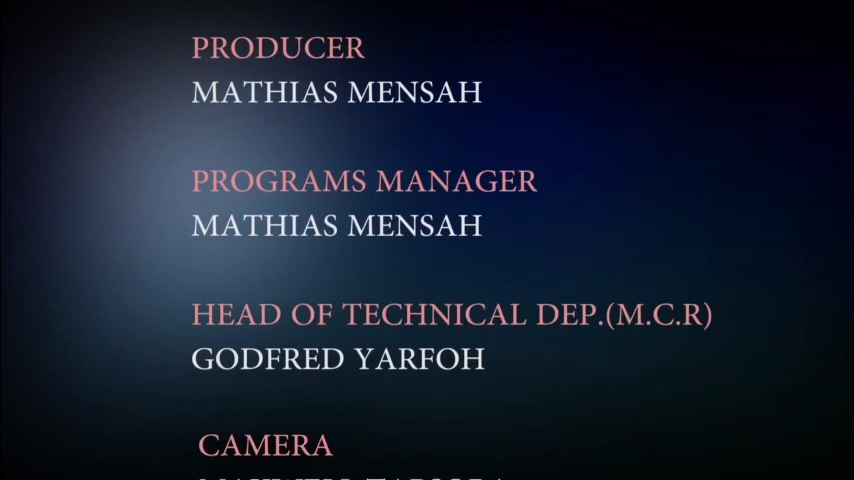 PRODUCER
MATHIAS MENSAH
PROGRAMS MANAGER
MATHIAS MENSAH
HEAD OF TECHNICAL DEP.(M.C.R)
GODFRED YARFOH
CAMERA